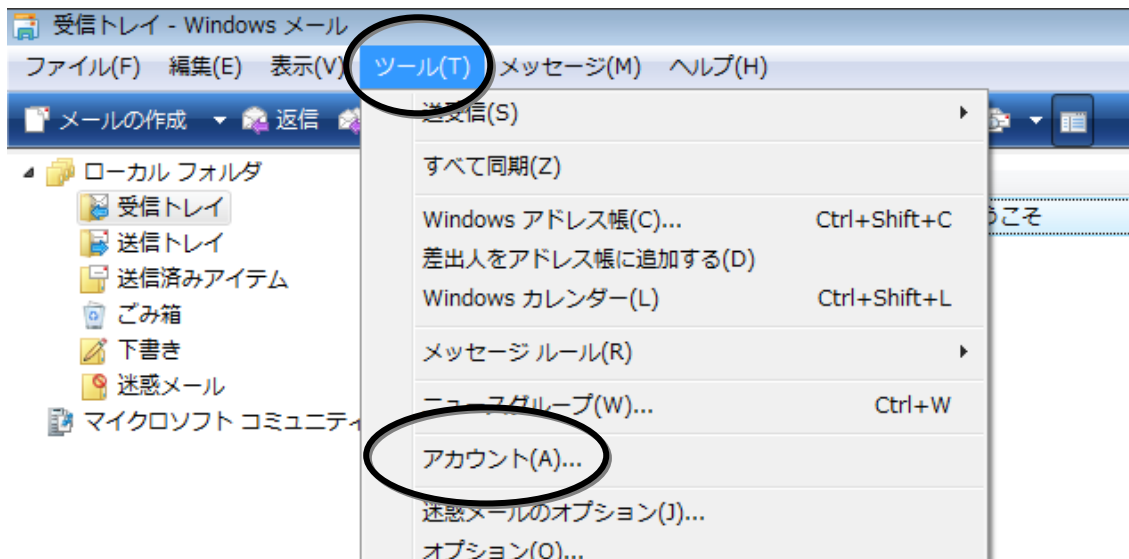 受信トレイ - Windows メール
ファイル(F) 編集(E) 表示(V) ツール(T) メッセージ(M) ヘルプ(H)
メールの作成 返信
ローカル フォルダ
受信トレイ
送信トレイ
送信済みアイテム
ごみ箱
下書き
迷惑メール
マイクロソフト コミュニティ
送受信(S)
すべて同期(Z)
Windows アドレス帳(C)... Ctrl+Shift+C
差出人をアドレス帳に追加する(D)
Windows カレンダー(L) Ctrl+Shift+L
メッセージ ルール(R)
ニュースグループ(W)... Ctrl+W
アカウント(A)...
迷惑メールのオプション(J)...
オプション(O)...
うこそ